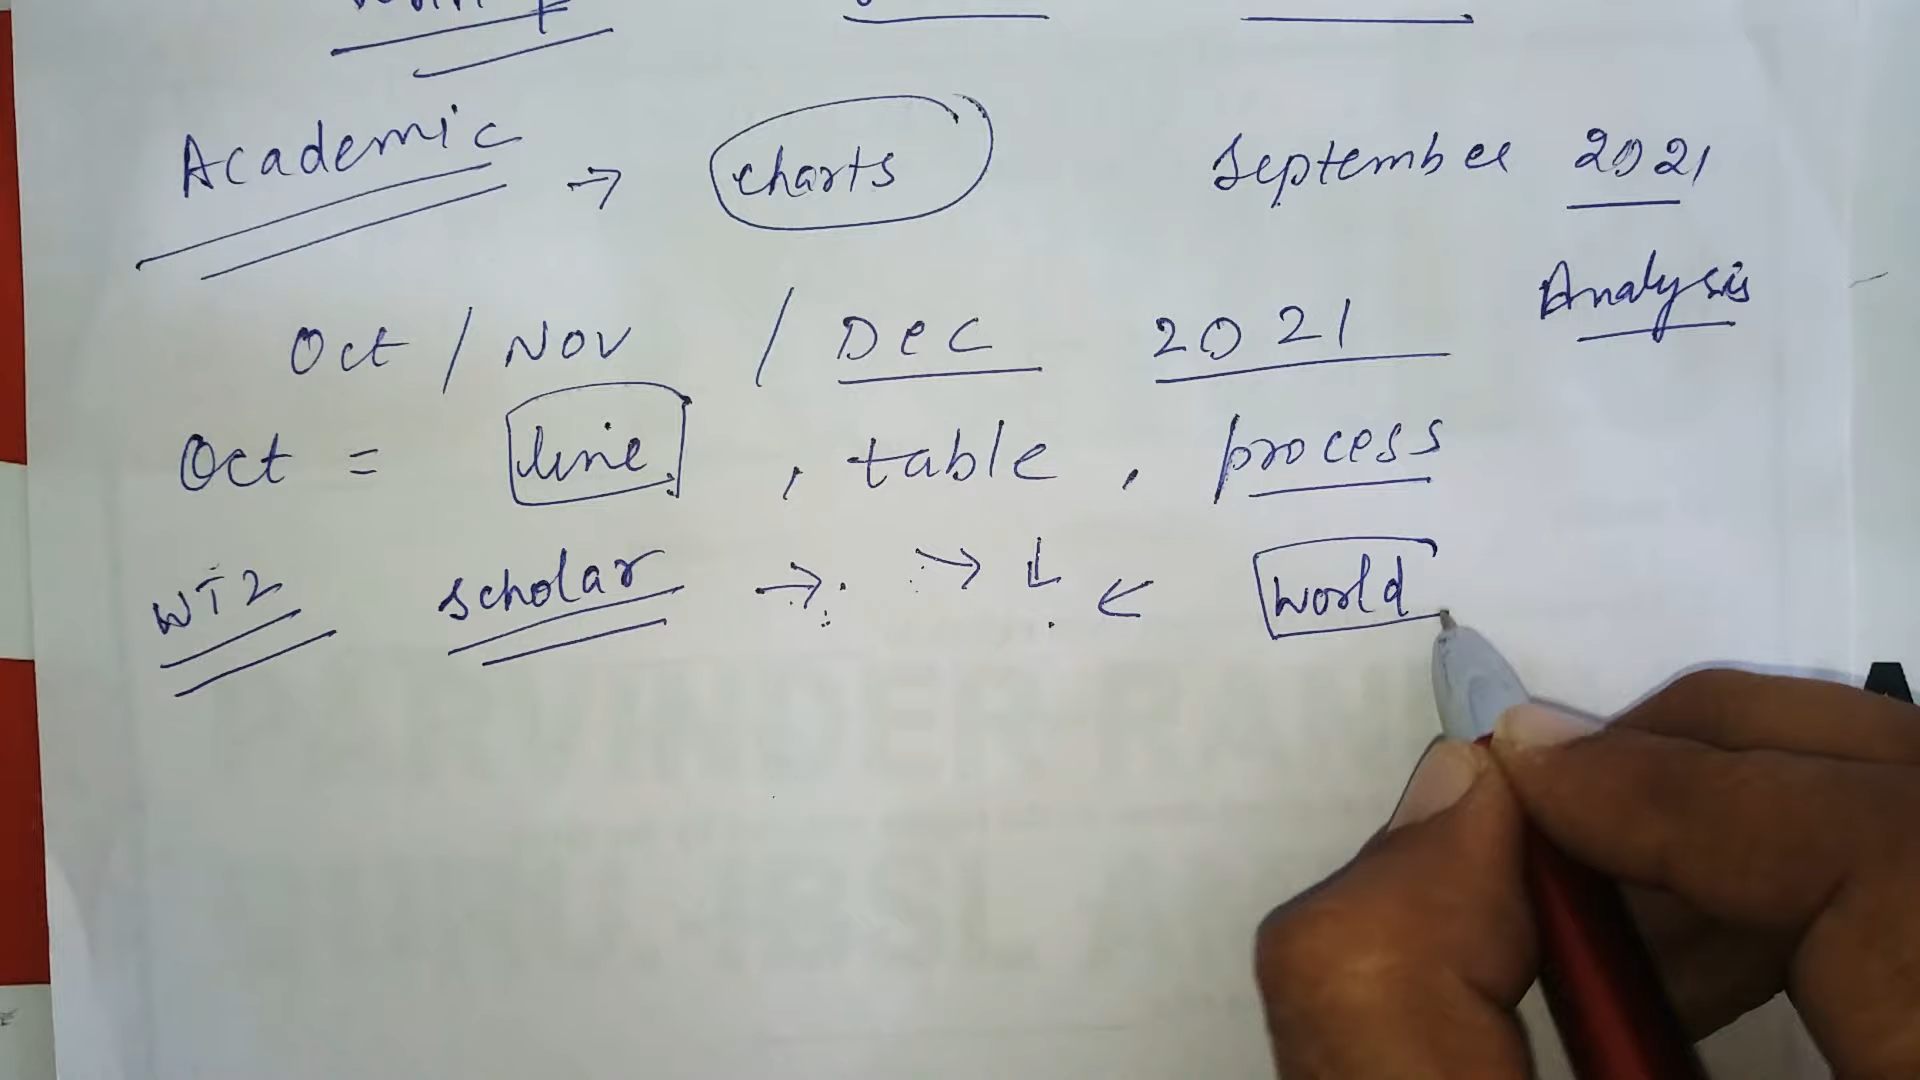 Academic → charts September 2021
Analysis
Oct / Nov / Dec 2021
Oct = line, table, process
WT2 scholar → → ↓ ← world